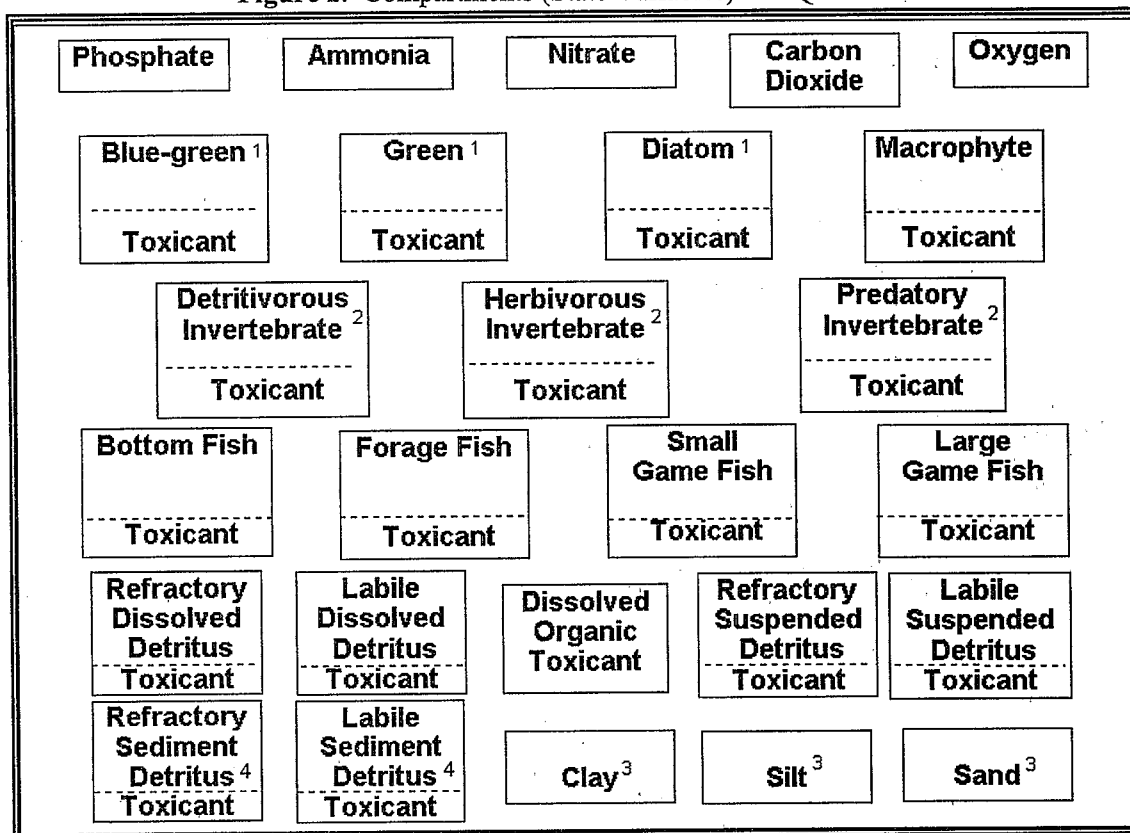 Phosphate
Ammonia
Nitrate
Carbon
Dioxide
Oxygen
Blue-green 1
Toxicant
Green 1
Toxicant
Diatom 1
Toxicant
Macrophyte
Toxicant
Detritivorous
Invertebrate 2
Toxicant
Herbivorous
Invertebrate 2
Toxicant
Predatory
Invertebrate 2
Toxicant
Bottom Fish
Toxicant
Forage Fish
Toxicant
Small
Game Fish
Toxicant
Large
Game Fish
Toxicant
Refractory
Dissolved
Detritus
Toxicant
Labile
Dissolved
Detritus
Toxicant
Dissolved
Organic
Toxicant
Refractory
Suspended
Detritus
Toxicant
Labile
Suspended
Detritus
Toxicant
Refractory
Sediment
Detritus 4
Toxicant
Labile
Sediment
Detritus 4
Toxicant
Clay 3
Silt 3
Sand 3